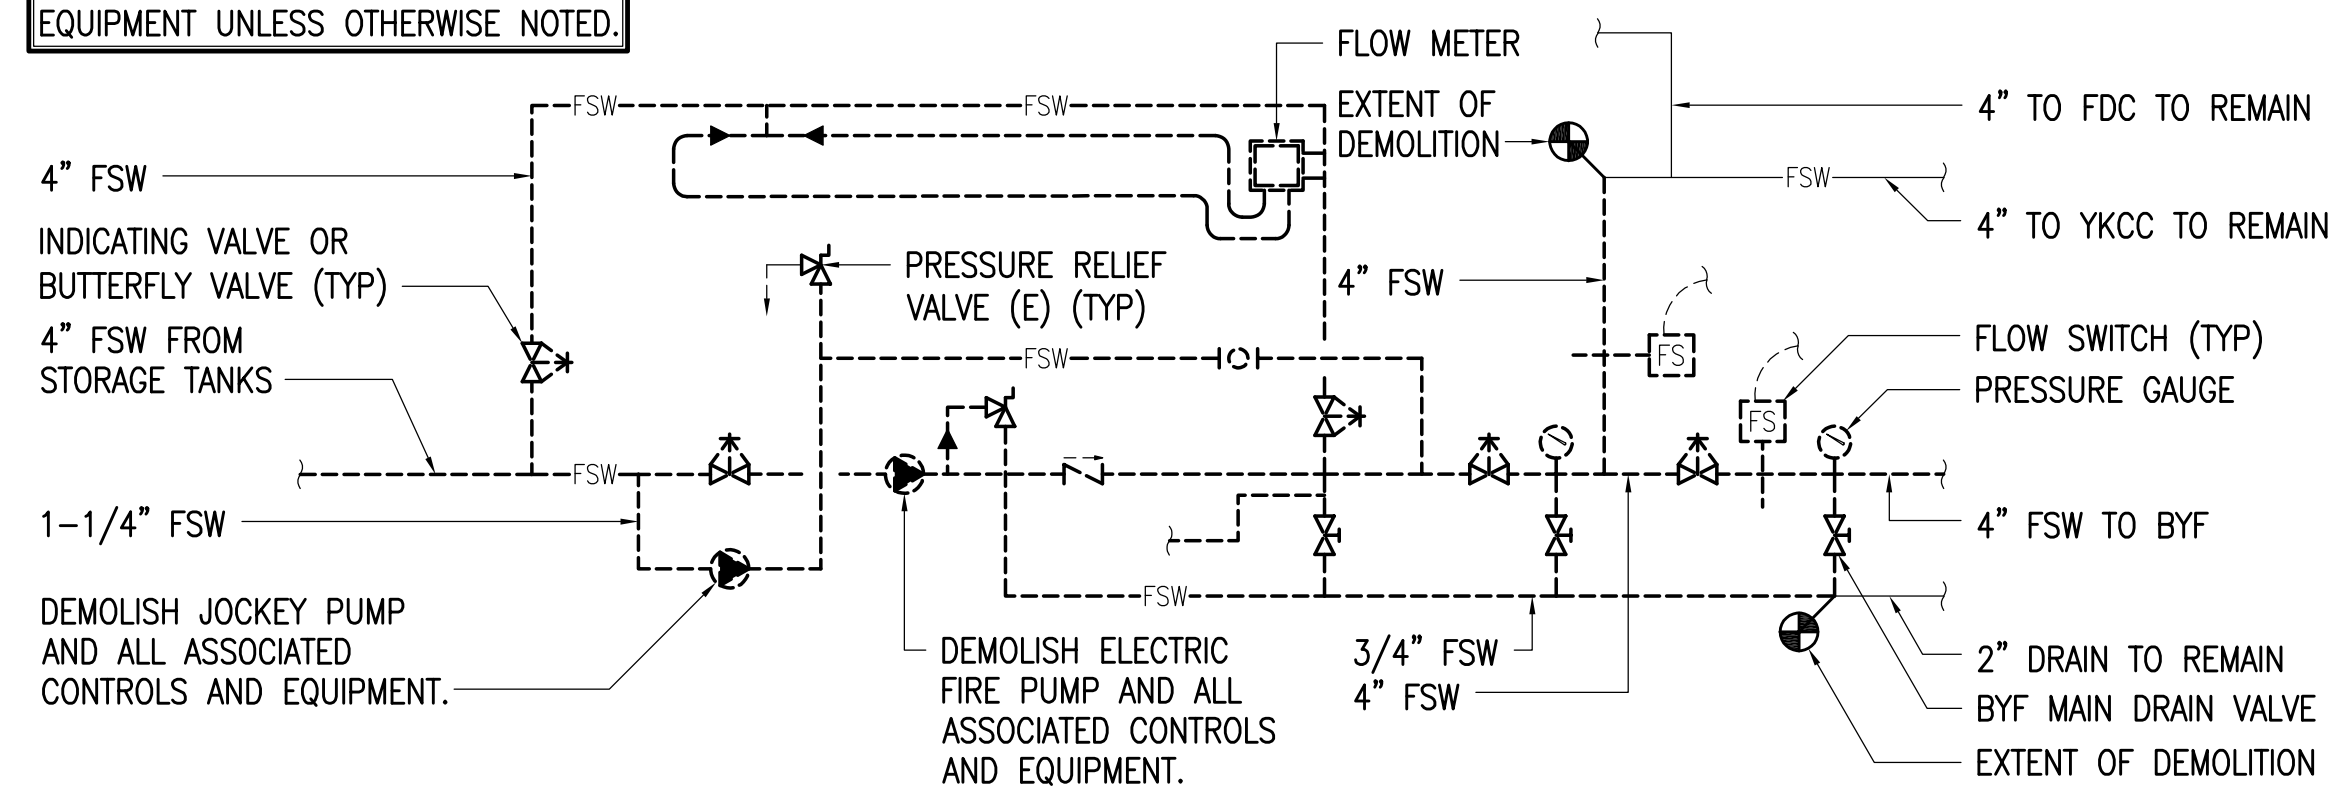 EQUIPMENT UNLESS OTHERWISE NOTED.
FLOW METER
FSW
FSW
EXTENT OF
DEMOLITION
4” TO FDC TO REMAIN
4” FSW
FSW
4” TO YKCC TO REMAIN
INDICATING VALVE OR
BUTTERFLY VALVE (TYP)
PRESSURE RELIEF
VALVE (E) (TYP)
4” FSW
4” FSW FROM
STORAGE TANKS
FSW
FS
FLOW SWITCH (TYP)
PRESSURE GAUGE
FS
FSW
1-1/4” FSW
4” FSW TO BYF
FSW
DEMOLISH JOCKEY PUMP
AND ALL ASSOCIATED
CONTROLS AND EQUIPMENT.
DEMOLISH ELECTRIC
FIRE PUMP AND ALL
ASSOCIATED CONTROLS
AND EQUIPMENT.
3/4” FSW
4” FSW
2” DRAIN TO REMAIN
BYF MAIN DRAIN VALVE
EXTENT OF DEMOLITION